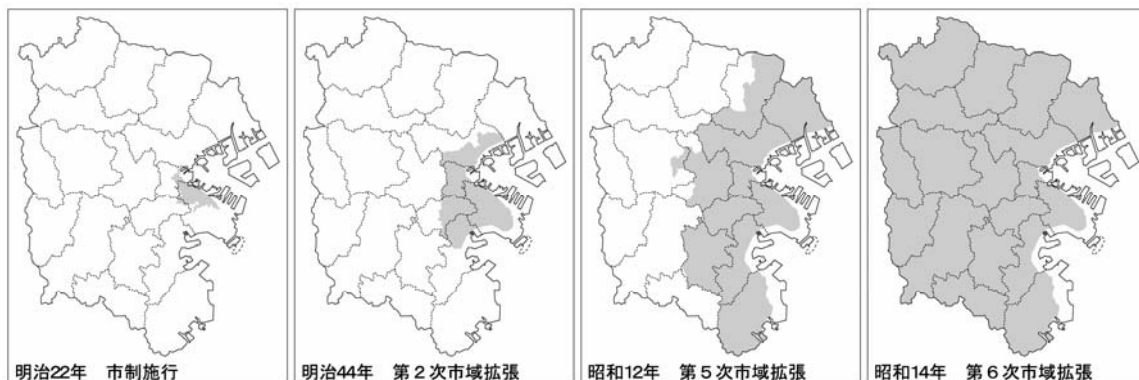 明治22年　市制施行
明治44年　第２次市域拡張
昭和12年　第５次市域拡張
昭和14年　第６次市域拡張